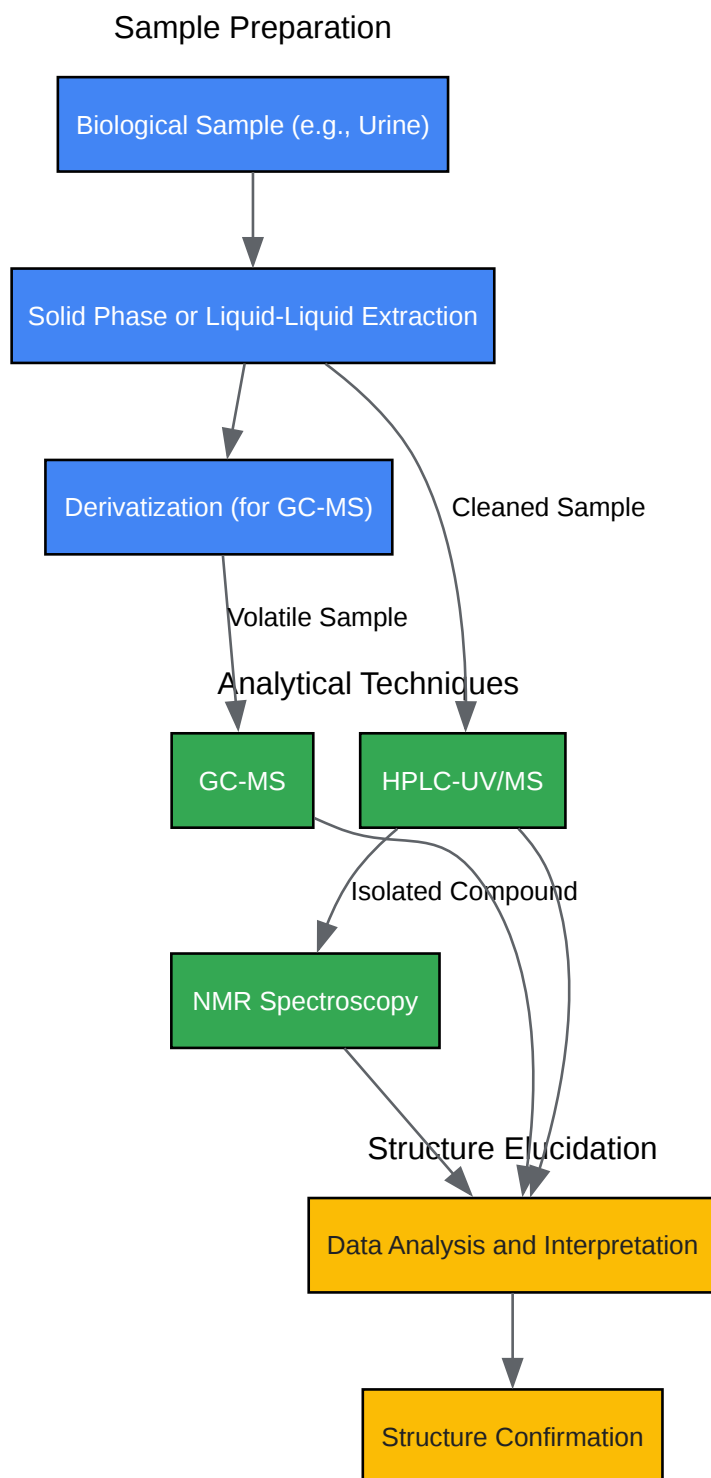 Sample Preparation
Biological Sample (e.g., Urine)
Solid Phase or Liquid-Liquid Extraction
Derivatization (for GC-MS)
Cleaned Sample
Volatile Sample
Analytical Techniques
GC-MS
HPLC-UV/MS
Isolated Compound
NMR Spectroscopy
Structure Elucidation
Data Analysis and Interpretation
Structure Confirmation